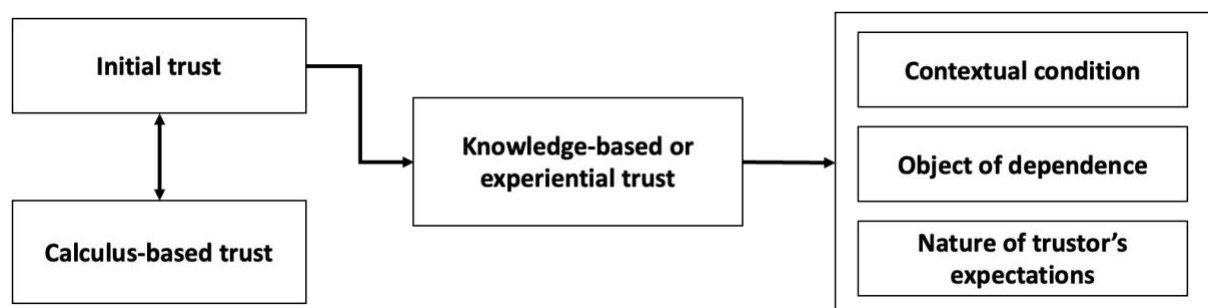 Initial trust
Calculus-based trust
Knowledge-based or
experiential trust
Contextual condition
Object of dependence
Nature of trustor’s
expectations